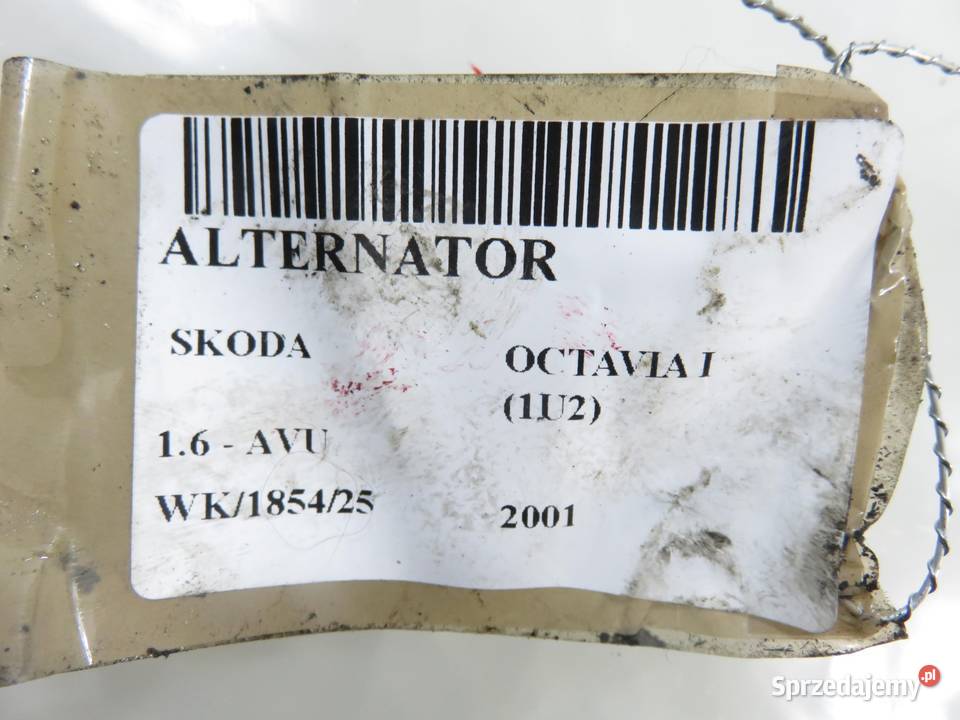 ALTERNATOR
SKODA
OCTAVIA I
(1U2)
1.6 - AVU
WK/1854/25
2001
Sprzedajemy.pl